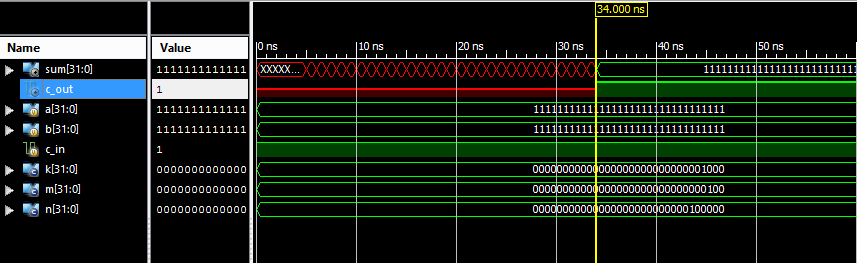 34.000 ns
Name Value 0 ns 10 ns 20 ns 30 ns 40 ns 50 ns
sum[31:0] 1111111111111 XXXXX... 1111111111111111111111111
c_out 1
a[31:0] 1111111111111 11111111111111111111111111111111
b[31:0] 1111111111111 11111111111111111111111111111111
c_in 1
k[31:0] 0000000000000 00000000000000000000000000001000
m[31:0] 0000000000000 00000000000000000000000000000100
n[31:0] 0000000000000 00000000000000000000000000100000